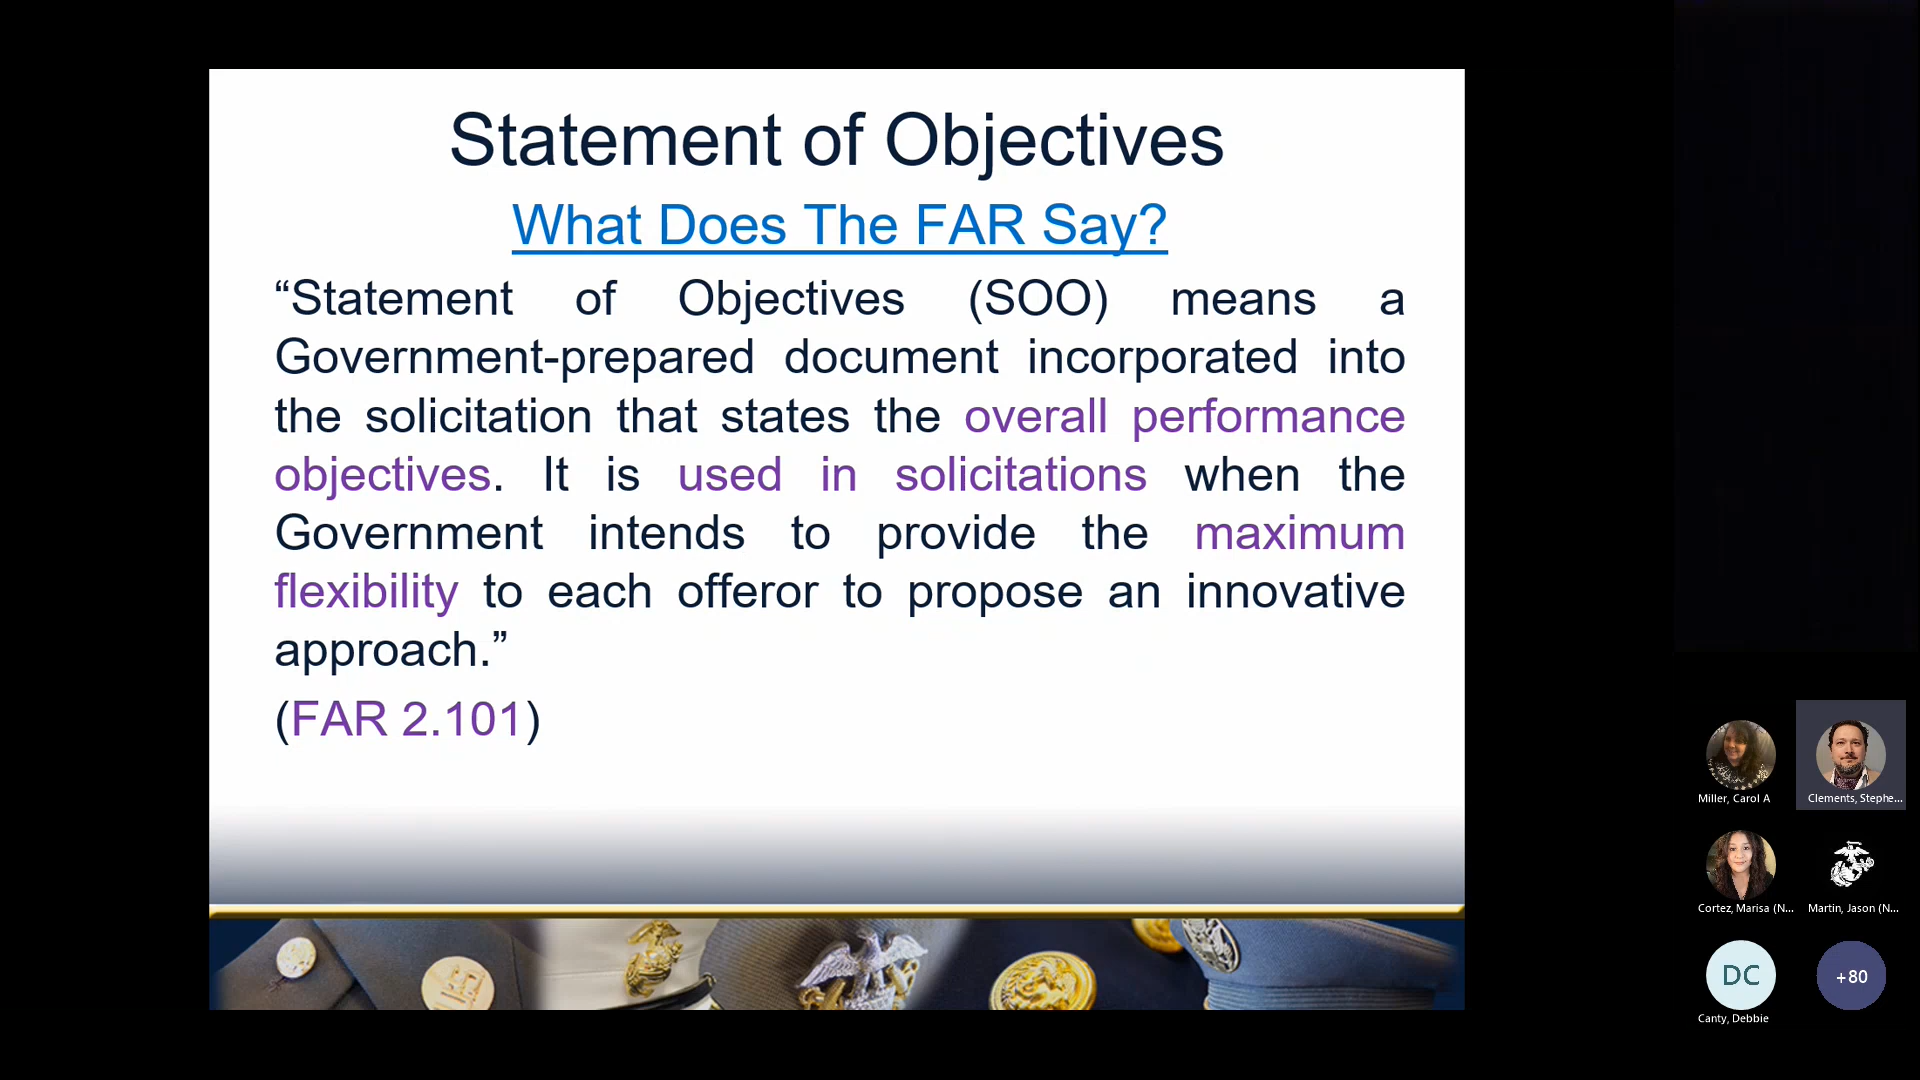 Statement of Objectives
What Does The FAR Say?
“Statement of Objectives (SOO) means a
Government-prepared document incorporated into
the solicitation that states the overall performance
objectives. It is used in solicitations when the
Government intends to provide the maximum
flexibility to each offeror to propose an innovative
approach.”
(FAR 2.101)
Miller, Carol A
Clements, Stephe...
Cortez, Marisa (N...
Martin, Jason (N...
DC
+80
Canty, Debbie